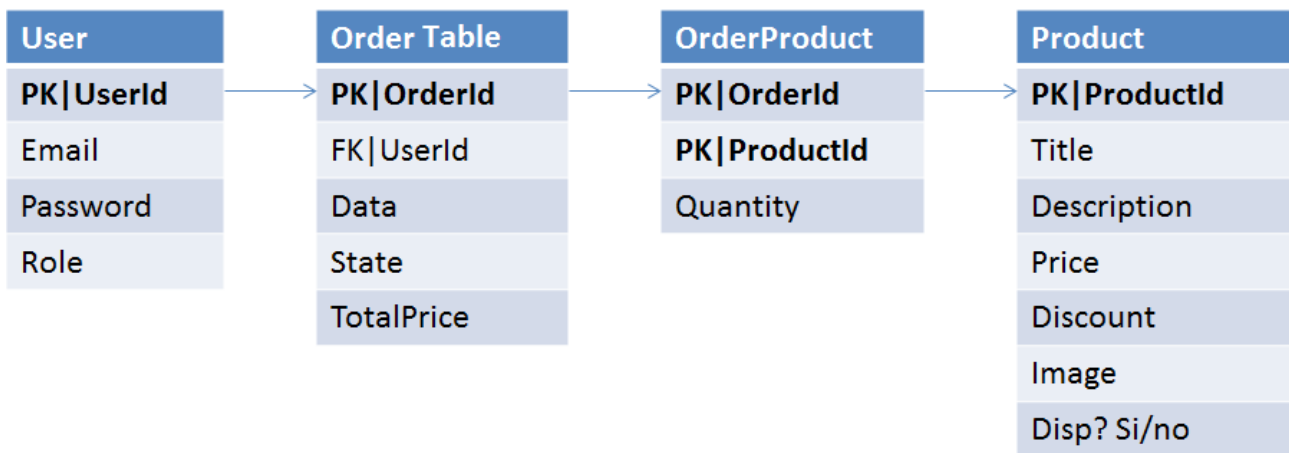 User
PK|UserId
Email
Password
Role
Order Table
PK|OrderId
FK|UserId
Data
State
TotalPrice
OrderProduct
PK|OrderId
PK|ProductId
Quantity
Product
PK|ProductId
Title
Description
Price
Discount
Image
Disp? Si/no